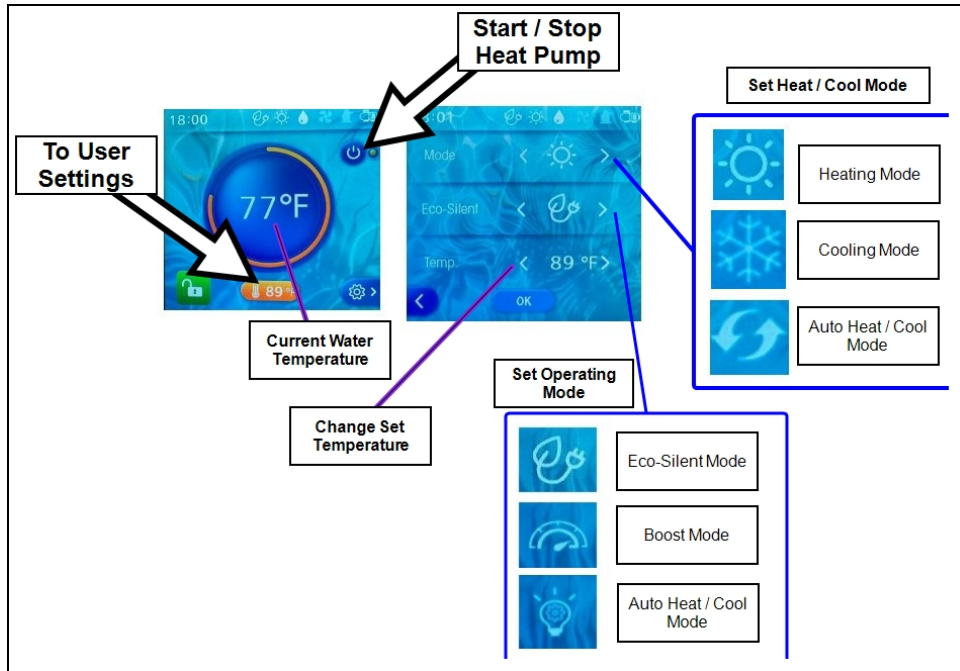 Start / Stop
Heat Pump
Set Heat / Cool Mode
To User
Settings
18:00
77°F
89 °F
:01
Mode
Eco-Silent
Temp.
89 °F
OK
Heating Mode
Cooling Mode
Auto Heat / Cool
Mode
Current Water
Temperature
Change Set
Temperature
Set Operating
Mode
Eco-Silent Mode
Boost Mode
Auto Heat / Cool
Mode